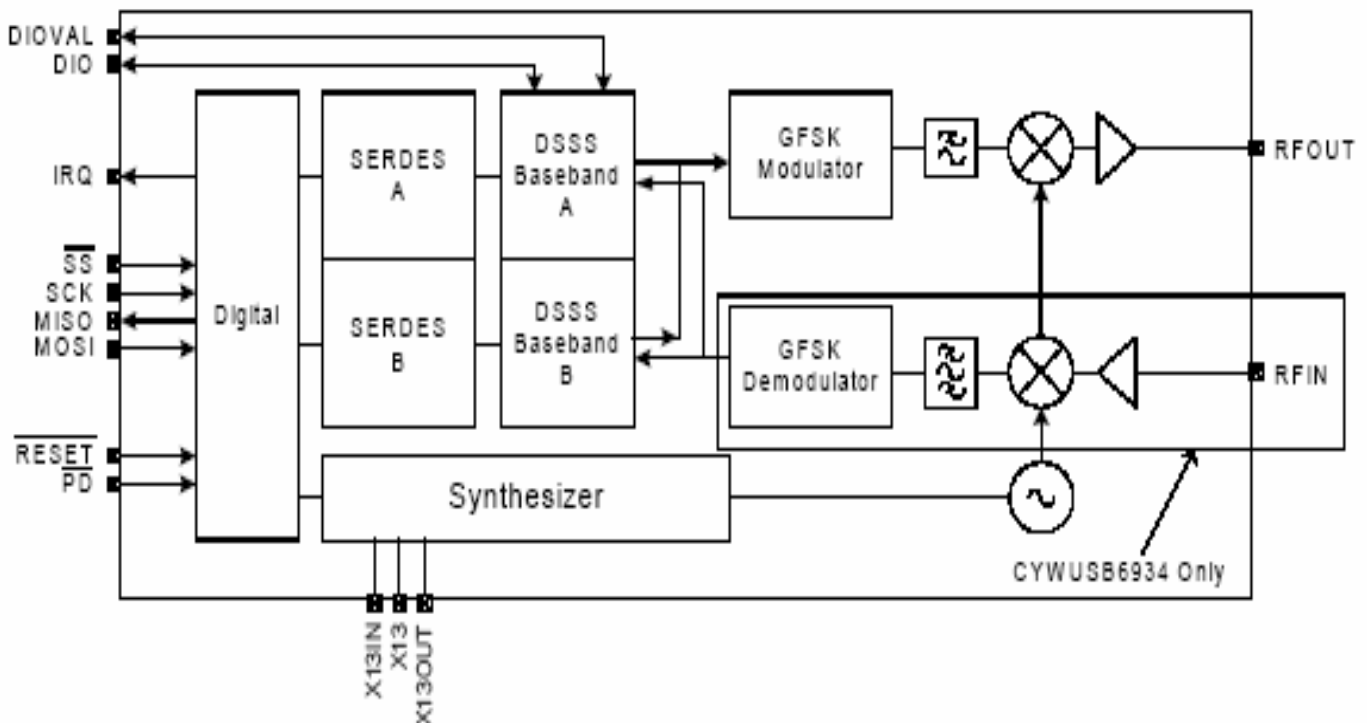 DIOVAL
DIO
IRQ
SS
SCK
MISO
MOSI
RESET
PD
Digital
SERDES
A
SERDES
B
DSSS
Baseband
A
DSSS
Baseband
B
GFSK
Modulator
GFSK
Demodulator
Synthesizer
RFOUT
RFIN
CYWUSB6934 Only
X13IN
X13
X13OUT